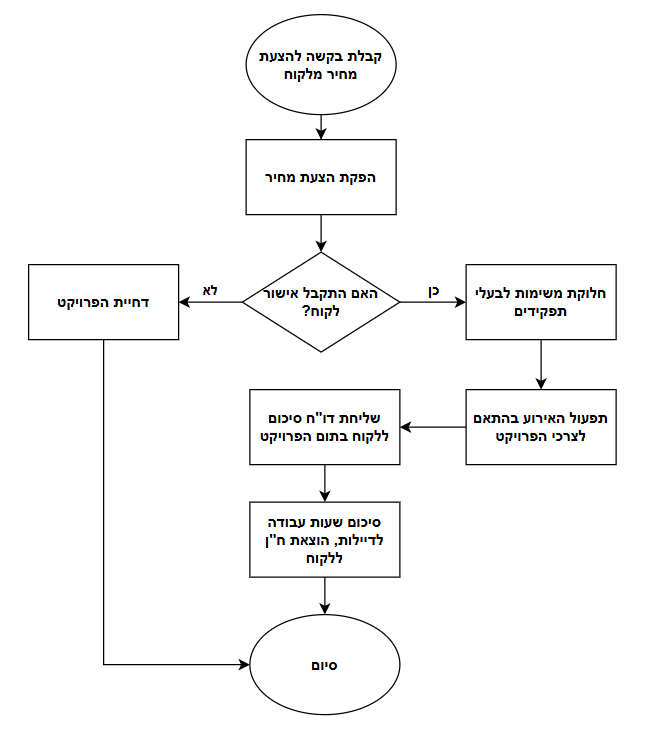 קבלת בקשה להצעת
מחיר מלקוח
הפקת הצעת מחיר
האם התקבל אישור
לקוח?
כן
לא
חלוקת משימות לבעלי
תפקידים
דחיית הפרויקט
תפעול האירוע בהתאם
לצרכי הפרויקט
שליחת דו"ח סיכום
ללקוח בתום הפרויקט
סיכום שעות עבודה
לדיילות, הוצאת ח"ן
ללקוח
סיום